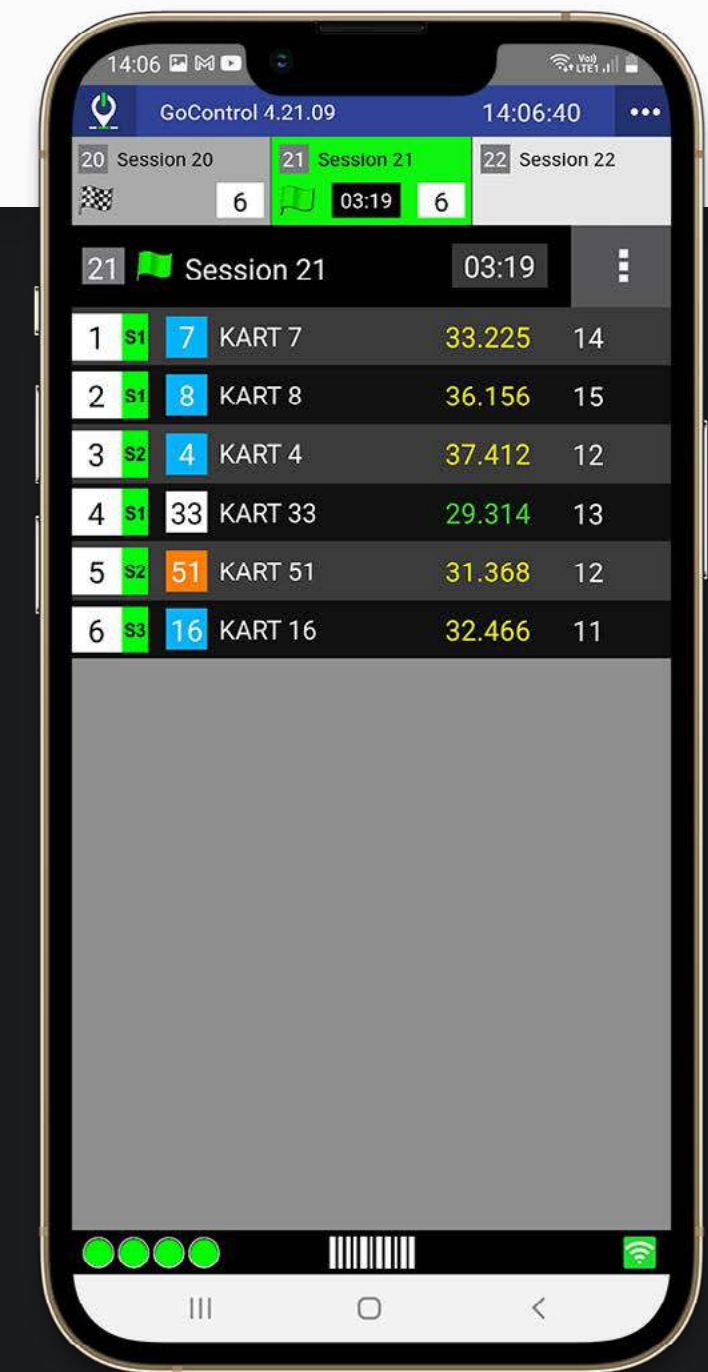 14:06 Vo) LTE1
GoControl 4.21.09 14:06:40
20 Session 20 21 Session 21 22 Session 22
6 03:19 6
21 Session 21 03:19
1 S1 7 KART 7 33.225 14
2 S1 8 KART 8 36.156 15
3 S2 4 KART 4 37.412 12
4 S1 33 KART 33 29.314 13
5 S2 51 KART 51 31.368 12
6 S3 16 KART 16 32.466 11